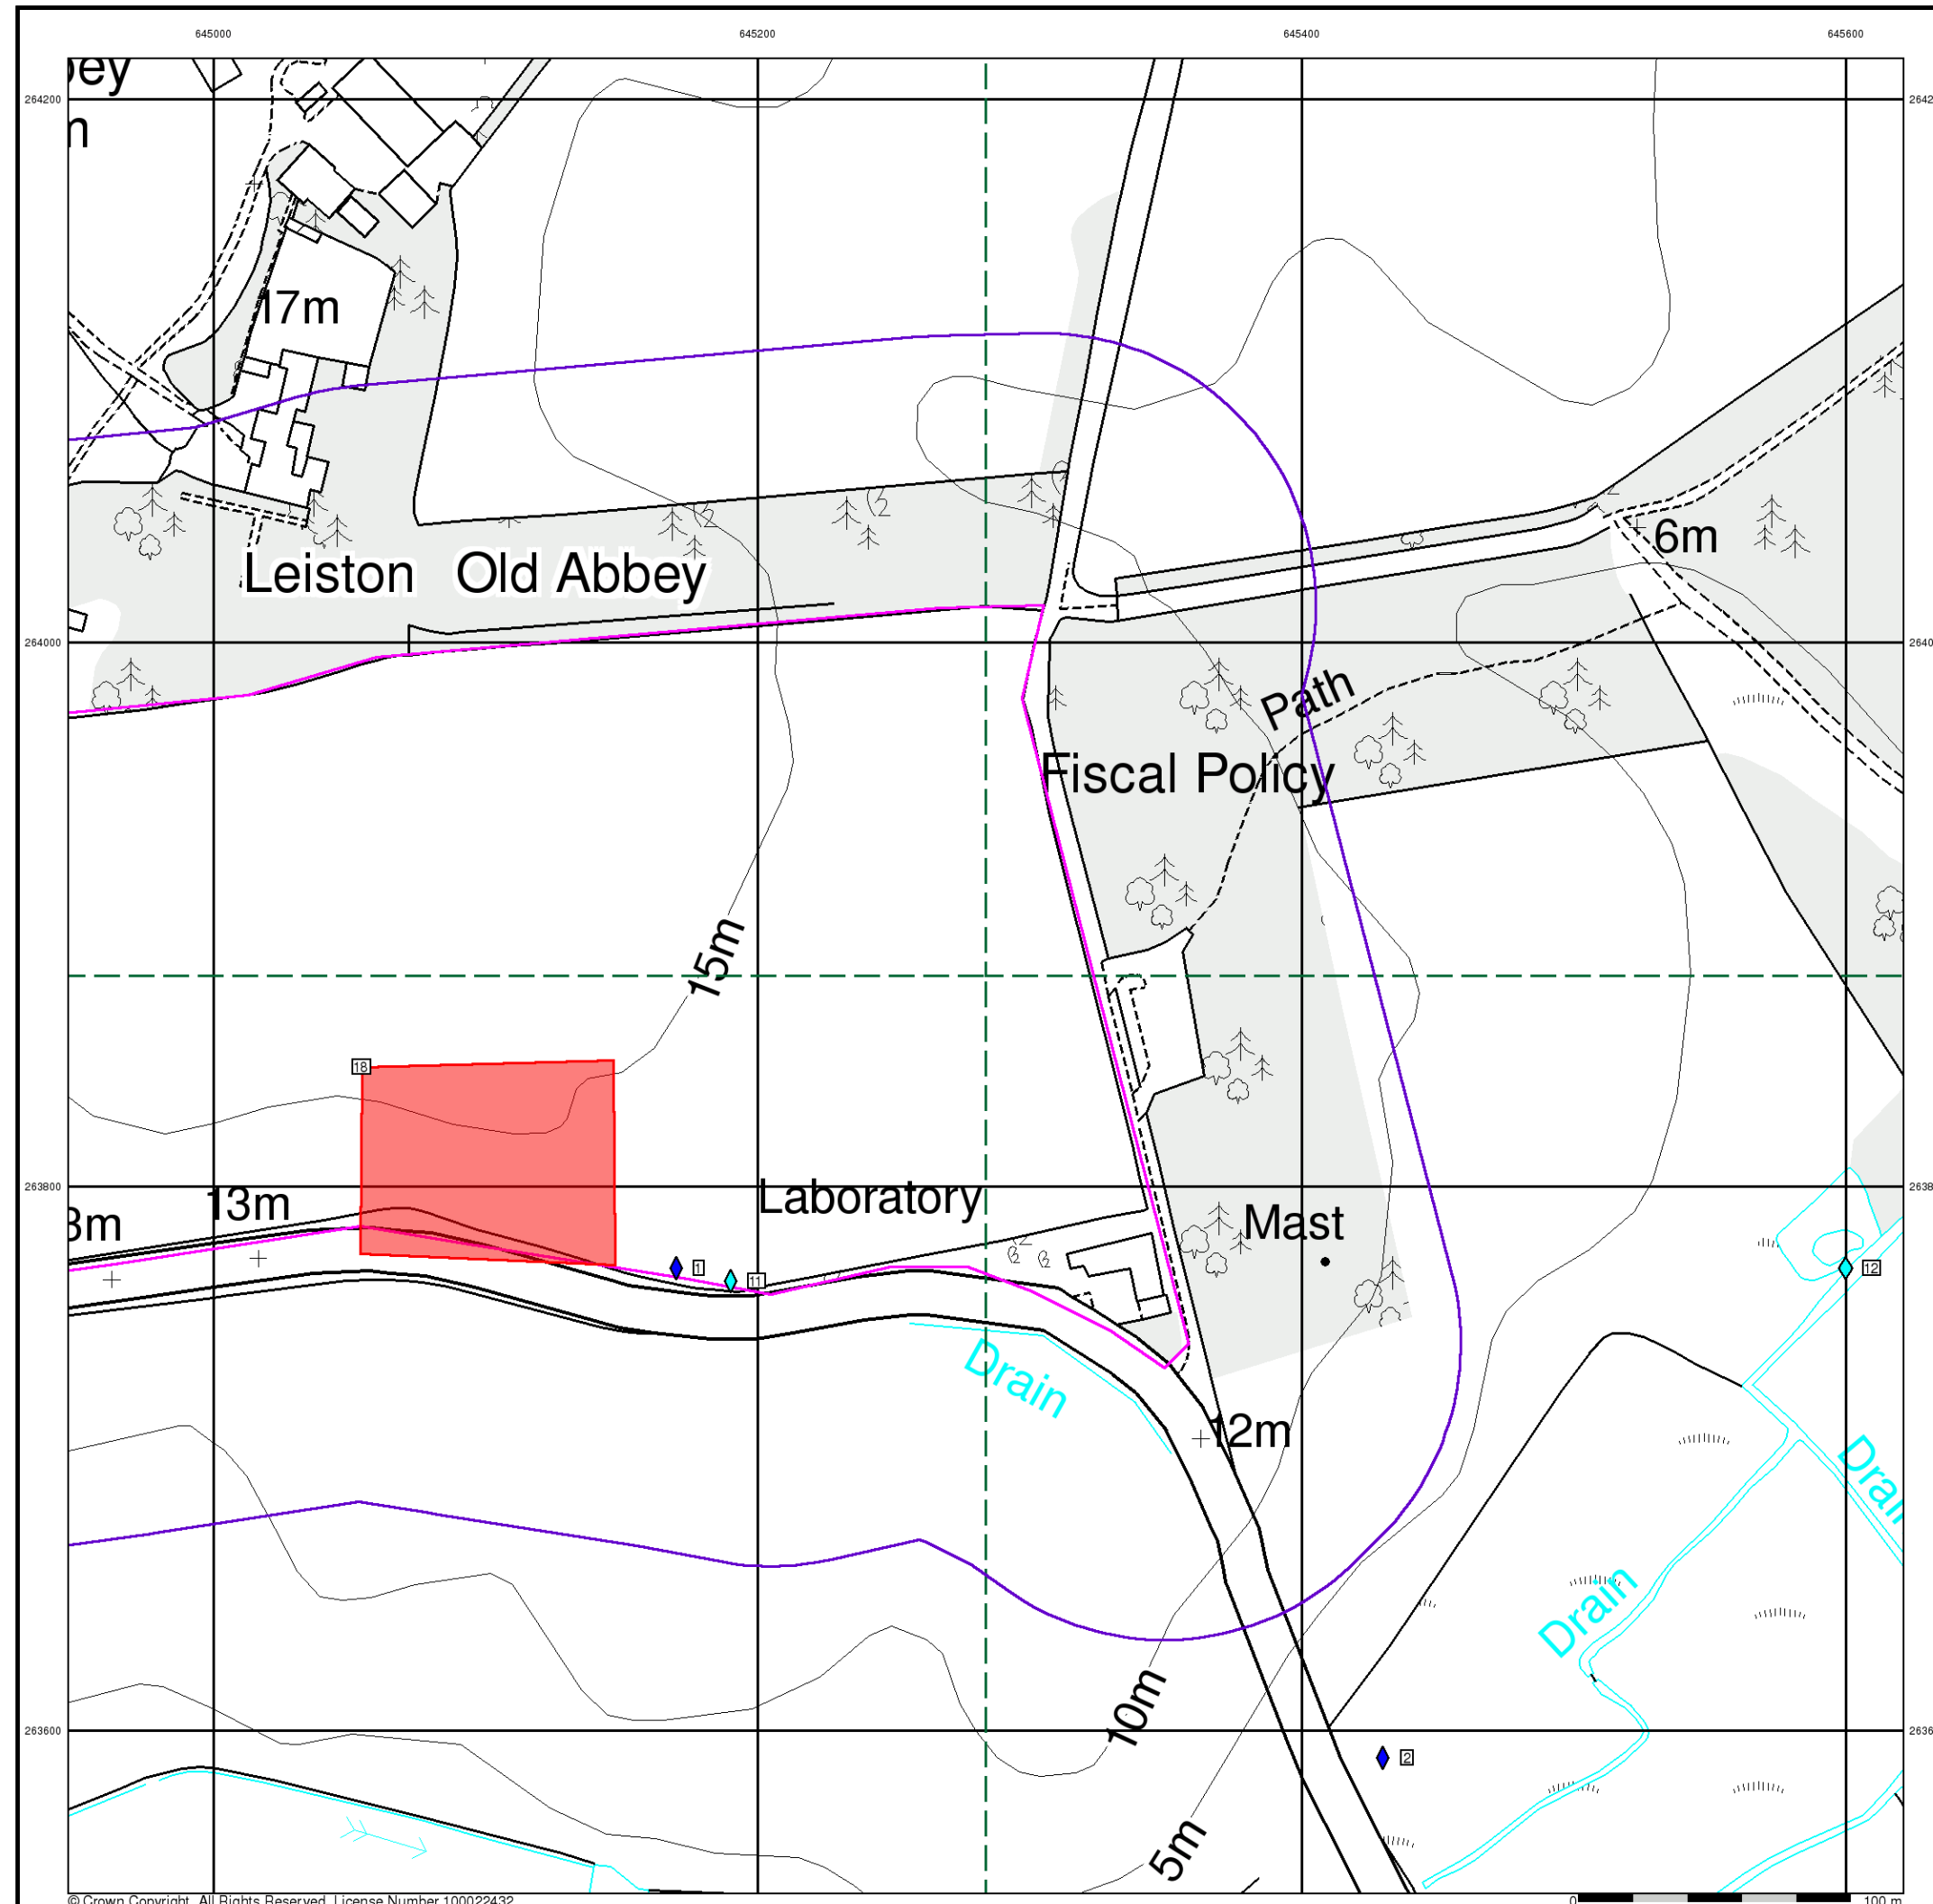 645000 645200 645400 645600
bey
264200
m
17m
6m
Leiston Old Abbey
264000
Path
Fiscal Policy
15m
18
263800
13m
Laboratory
Mast
1
11
12
Drain
12m
Drain
Drain
10m
263600
2
5m
© Crown Copyright. All Rights Reserved. License Number 100022432
0 100 m